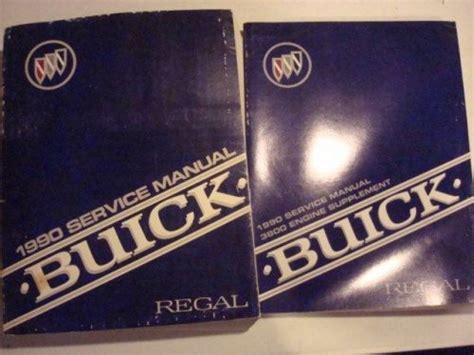 1990 SERVICE MANUAL
·BUICK·
REGAL
1990 SERVICE MANUAL
3800 ENGINE SUPPLEMENT
·BUICK·
REGAL